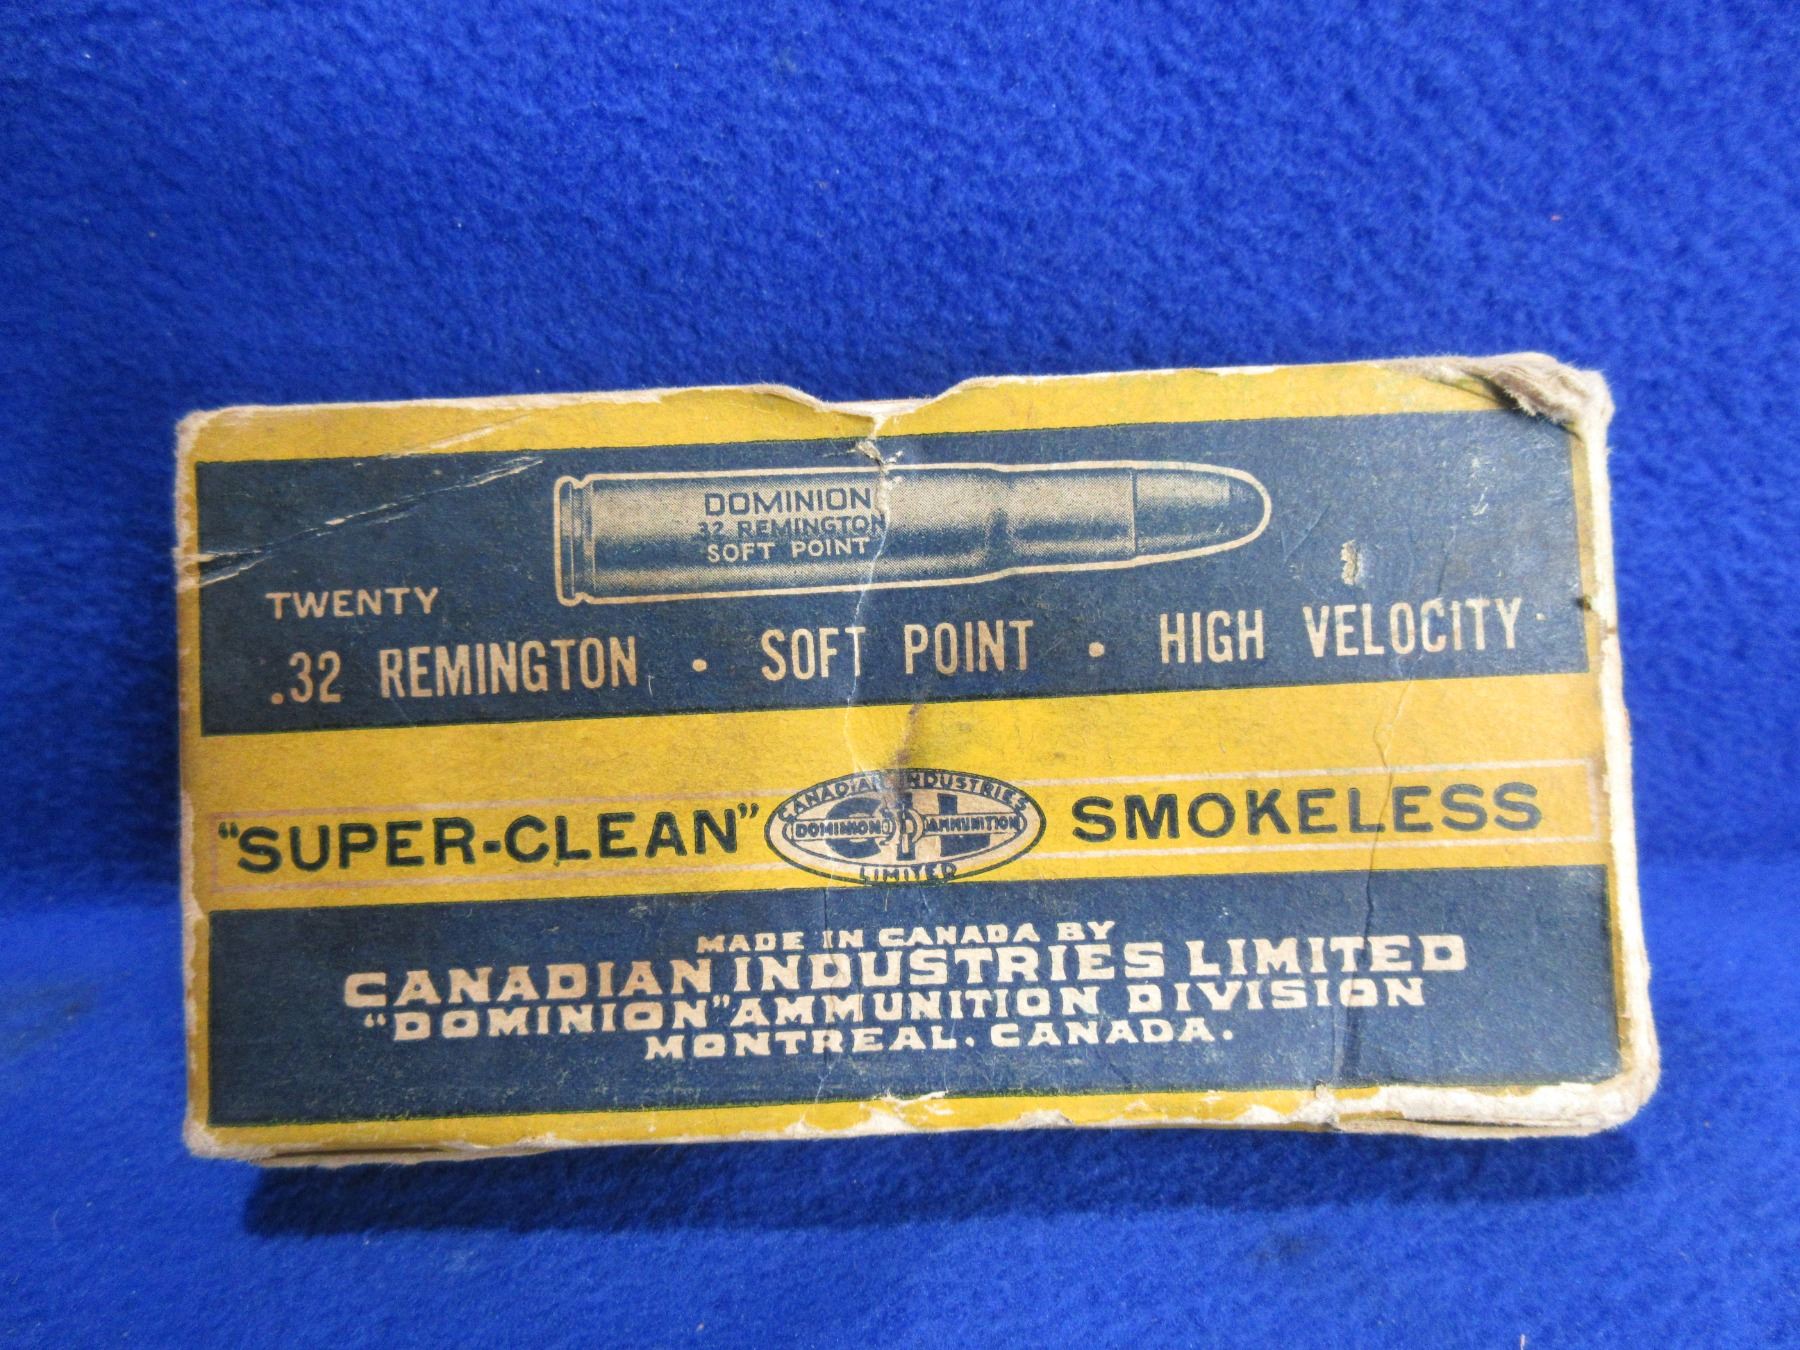 DOMINION
32 REMINGTON
SOFT POINT
TWENTY
.32 REMINGTON · SOFT POINT · HIGH VELOCITY
"SUPER-CLEAN" SMOKELESS
CANADIAN INDUSTRIES
CIL
DOMINION AMMUNITION
LIMITED
MADE IN CANADA BY
CANADIAN INDUSTRIES LIMITED
"DOMINION" AMMUNITION DIVISION
MONTREAL. CANADA.